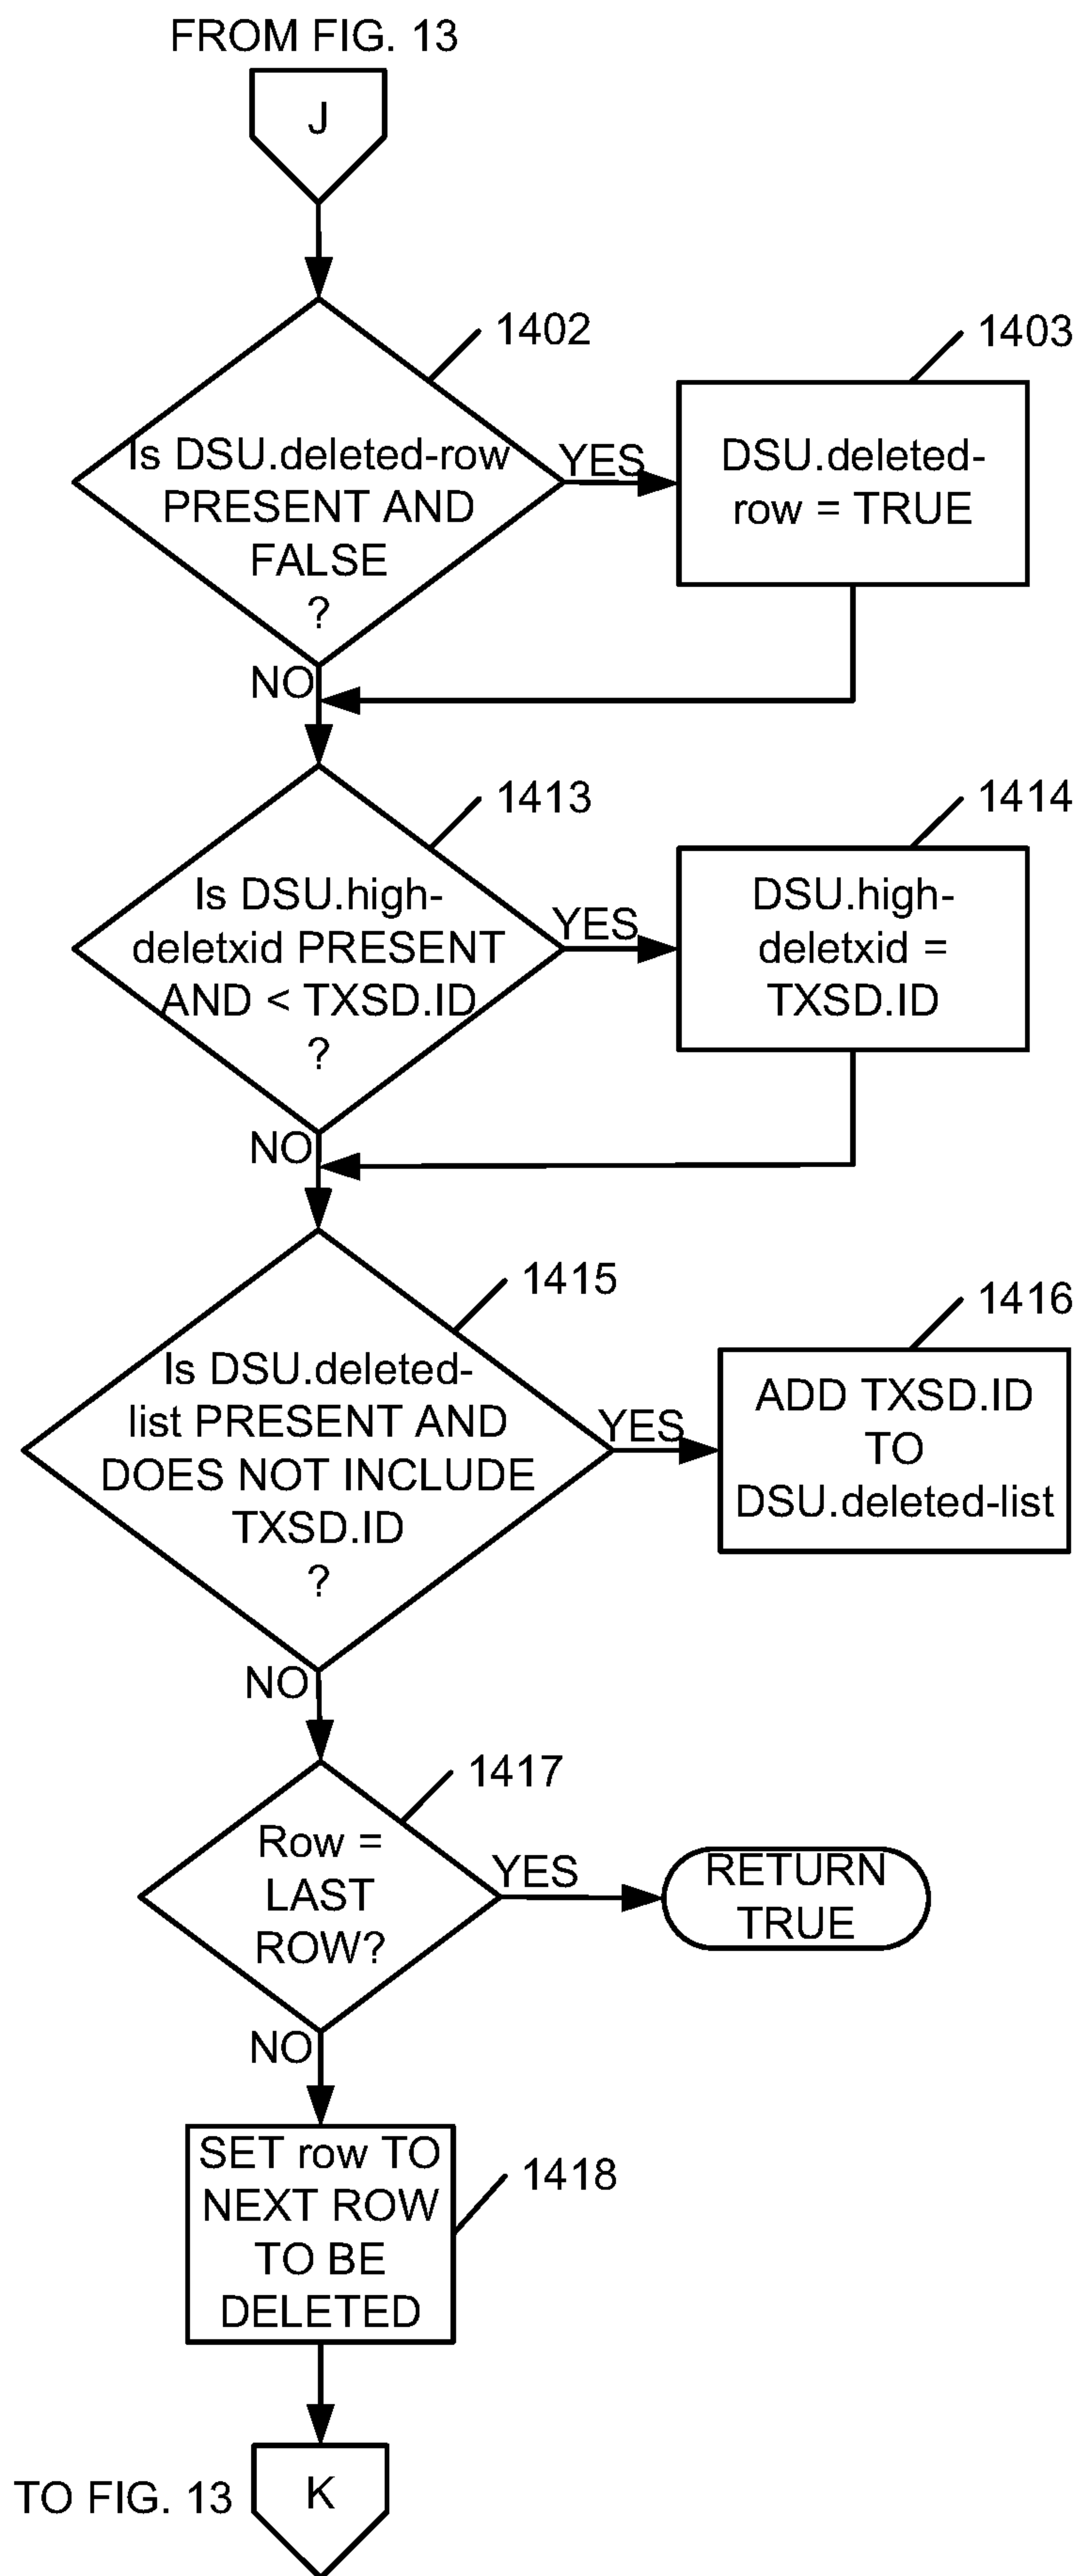 FROM FIG. 13
J
1402
1403
Is DSU.deleted-row
PRESENT AND
FALSE
?
YES
DSU.deleted-
row = TRUE
NO
1413
1414
Is DSU.high-
deletxid PRESENT
AND < TXSD.ID
?
YES
DSU.high-
deletxid =
TXSD.ID
NO
1415
1416
Is DSU.deleted-
list PRESENT AND
DOES NOT INCLUDE
TXSD.ID
?
YES
ADD TXSD.ID
TO
DSU.deleted-list
NO
1417
Row =
LAST
ROW?
YES
RETURN
TRUE
NO
SET row TO
NEXT ROW
TO BE
DELETED
1418
TO FIG. 13
K